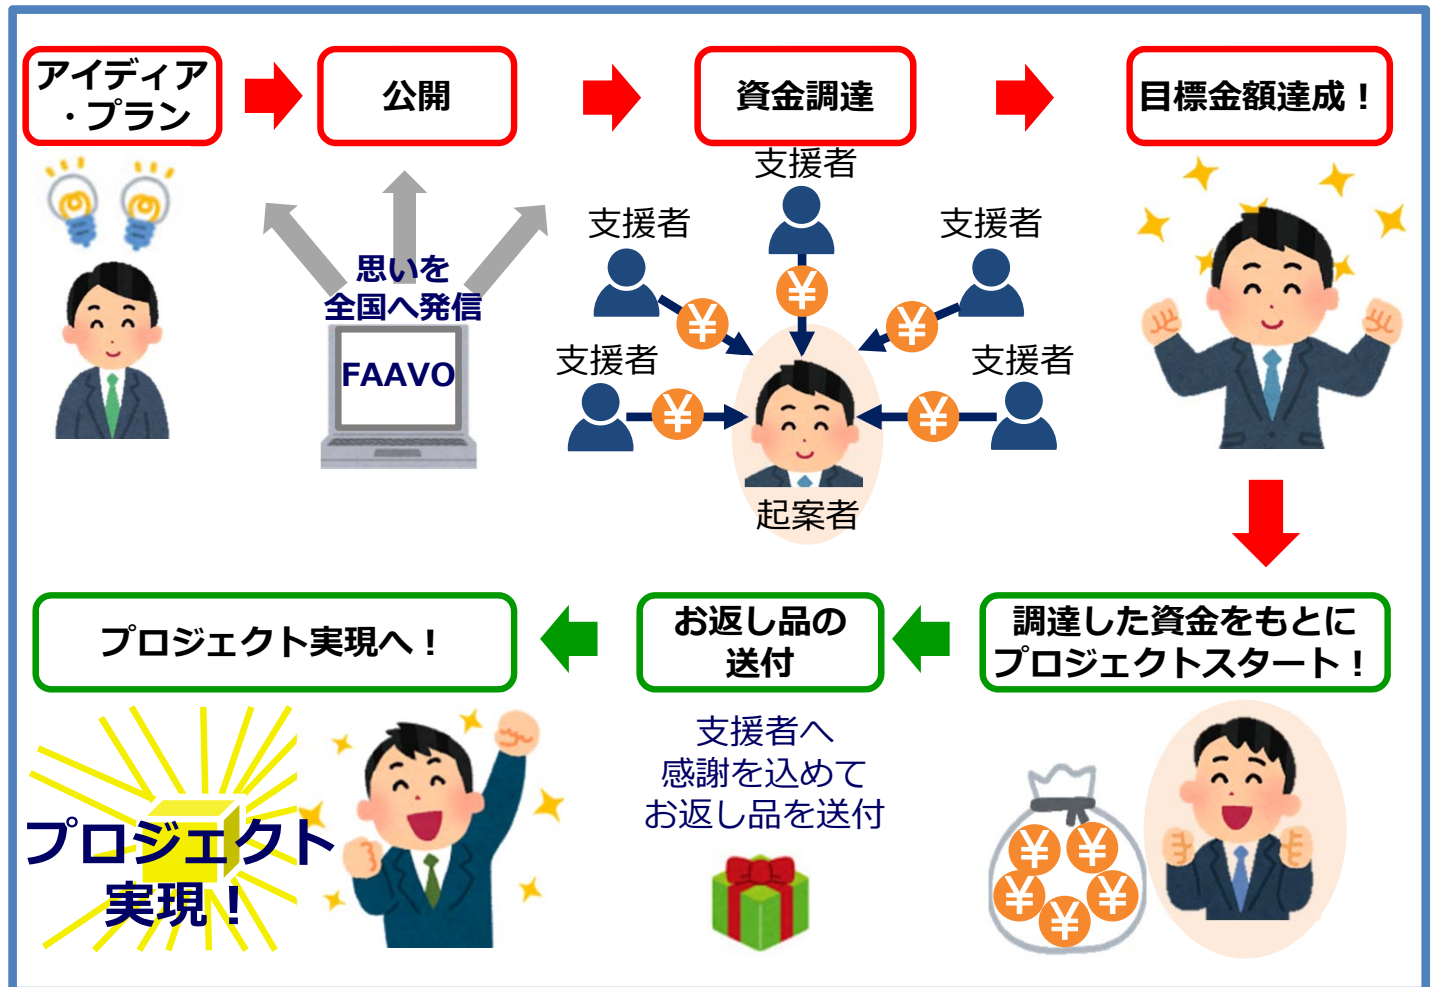 アイディア
・プラン
公開
資金調達
目標金額達成！
思いを
全国へ発信
FAAVO
支援者
支援者
支援者
支援者
支援者
¥
¥
¥
¥
¥
起案者
調達した資金をもとに
プロジェクトスタート！
¥
¥
¥
¥
¥
お返し品の
送付
支援者へ
感謝を込めて
お返し品を送付
プロジェクト実現へ！
プロジェクト
実現！